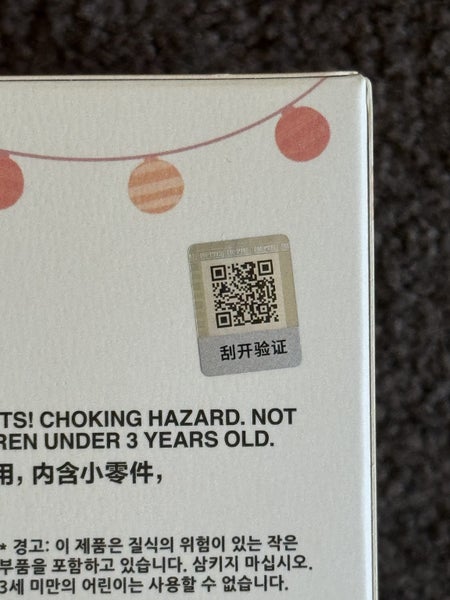 刮开验证
TS! CHOKING HAZARD. NOT
REN UNDER 3 YEARS OLD.
用，内含小零件，
* 경고: 이 제품은 질식의 위험이 있는 작은
부품을 포함하고 있습니다. 삼키지 마십시오.
3세 미만의 어린이는 사용할 수 없습니다.